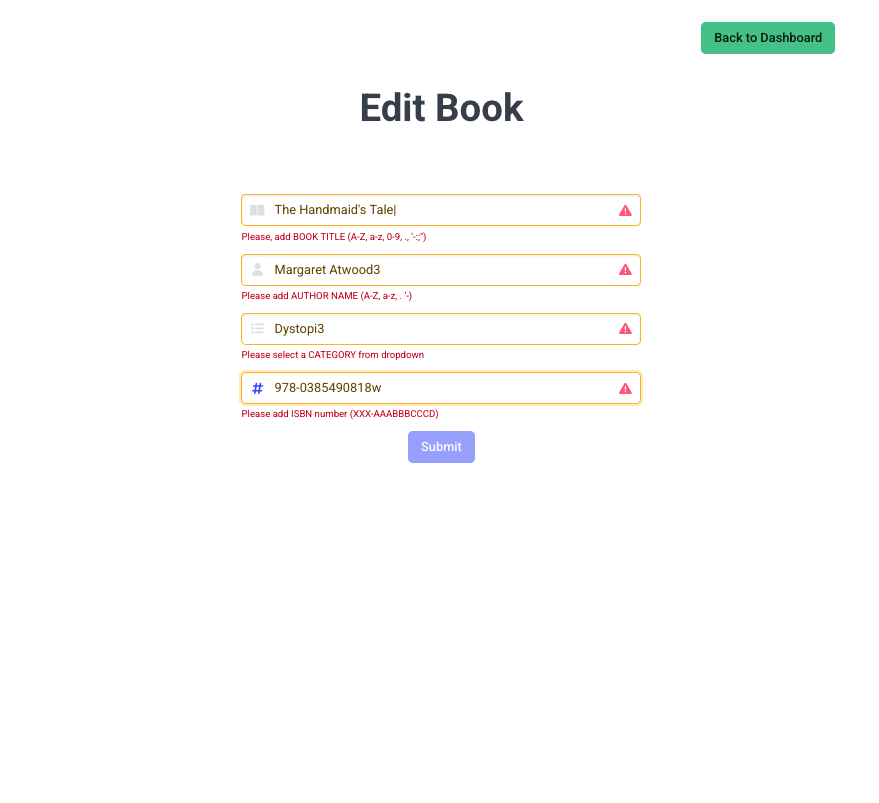 Back to Dashboard
Edit Book
The Handmaid's Tale|
Please, add BOOK TITLE (A-Z, a-z, 0-9, ., '-:;")
Margaret Atwood3
Please add AUTHOR NAME (A-Z, a-z, . '-)
Dystopi3
Please select a CATEGORY from dropdown
978-0385490818w
Please add ISBN number (XXX-AAABBBCCCD)
Submit